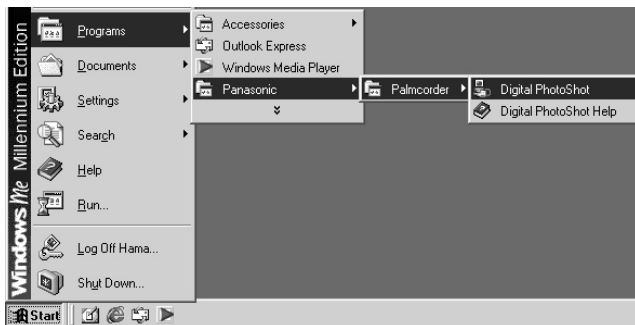 Windows Me Millennium Edition
Programs
Documents
Settings
Search
Help
Run...
Log Off Hama...
Shut Down...
Accessories
Outlook Express
Windows Media Player
Panasonic
Palmcorder
Digital PhotoShot
Digital PhotoShot Help
Start